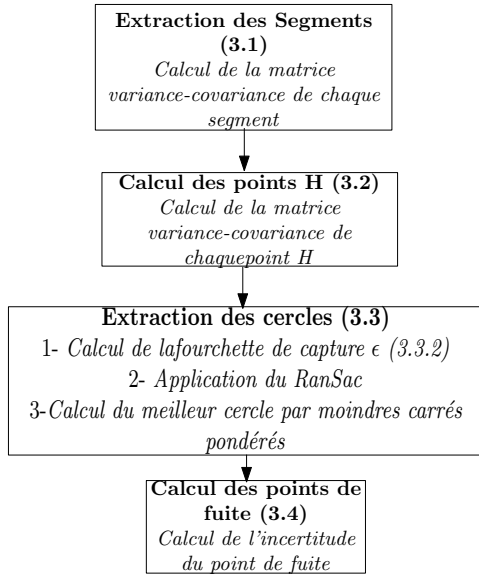 Extraction des Segments
(3.1)
Calcul de la matrice
variance-covariance de chaque
segment
Calcul des points H (3.2)
Calcul de la matrice
variance-covariance de
chaquepoint H
Extraction des cercles (3.3)
1- Calcul de lafourchette de capture ϵ (3.3.2)
2- Application du RanSac
3-Calcul du meilleur cercle par moindres carrés
pondérés
Calcul des points de
fuite (3.4)
Calcul de l'incertitude
du point de fuite